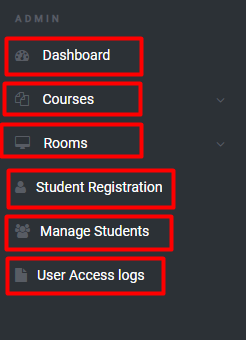 ADMIN
Dashboard
Courses
Rooms
Student Registration
Manage Students
User Access logs